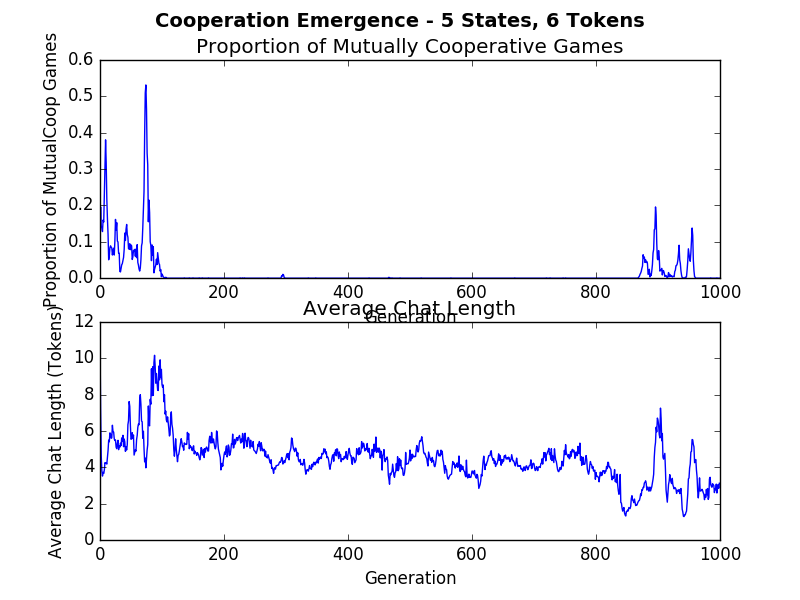 Cooperation Emergence - 5 States, 6 Tokens
Proportion of Mutually Cooperative Games
Proportion of MutualCoop Games
0.6
0.5
0.4
0.3
0.2
0.1
0.0
0 200 400 600 800 1000
Generation
Average Chat Length
Average Chat Length (Tokens)
12
10
8
6
4
2
0
0 200 400 600 800 1000
Generation